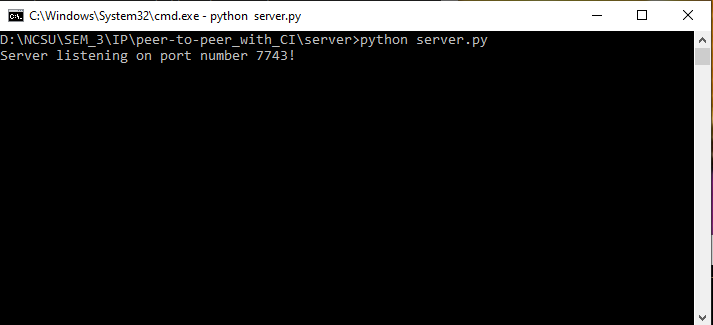 C:\Windows\System32\cmd.exe - python  server.py
D:\NCSU\SEM_3\IP\peer-to-peer_with_CI\server>python server.py
Server listening on port number 7743!